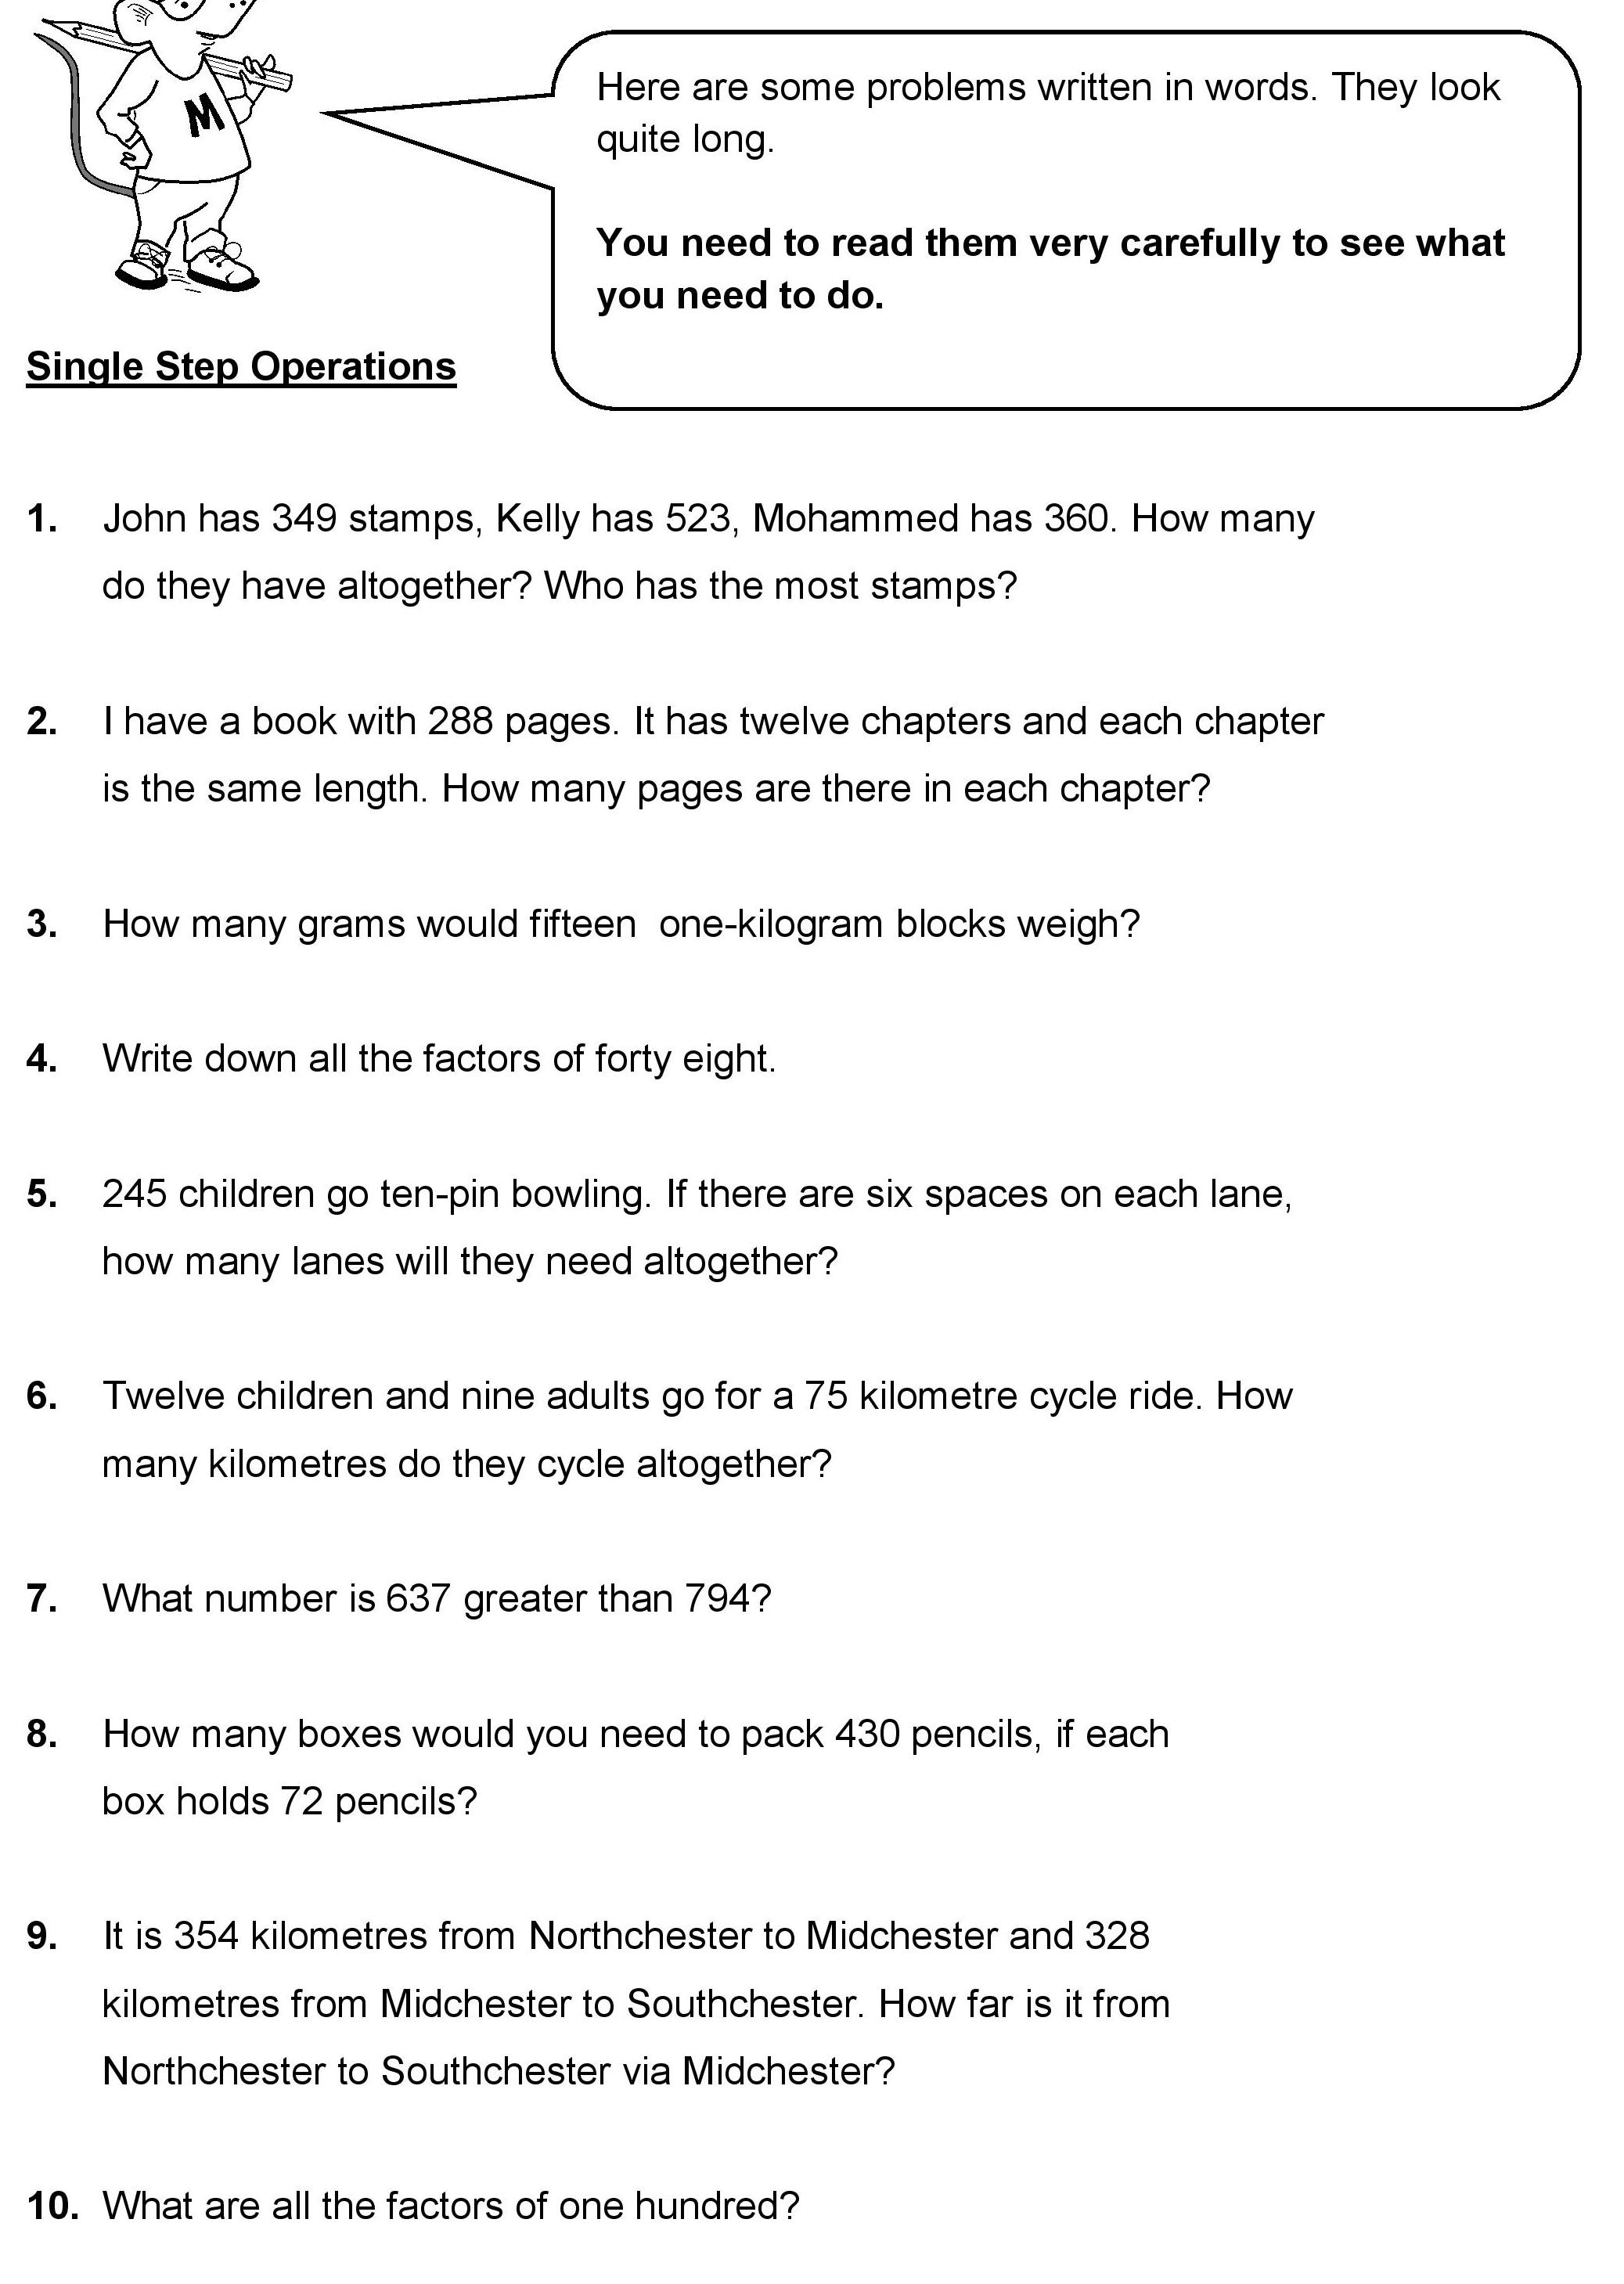 M
Here are some problems written in words. They look
quite long.
You need to read them very carefully to see what
you need to do.
Single Step Operations
1. John has 349 stamps, Kelly has 523, Mohammed has 360. How many
do they have altogether? Who has the most stamps?
2. I have a book with 288 pages. It has twelve chapters and each chapter
is the same length. How many pages are there in each chapter?
3. How many grams would fifteen  one-kilogram blocks weigh?
4. Write down all the factors of forty eight.
5. 245 children go ten-pin bowling. If there are six spaces on each lane,
how many lanes will they need altogether?
6. Twelve children and nine adults go for a 75 kilometre cycle ride. How
many kilometres do they cycle altogether?
7. What number is 637 greater than 794?
8. How many boxes would you need to pack 430 pencils, if each
box holds 72 pencils?
9. It is 354 kilometres from Northchester to Midchester and 328
kilometres from Midchester to Southchester. How far is it from
Northchester to Southchester via Midchester?
10. What are all the factors of one hundred?